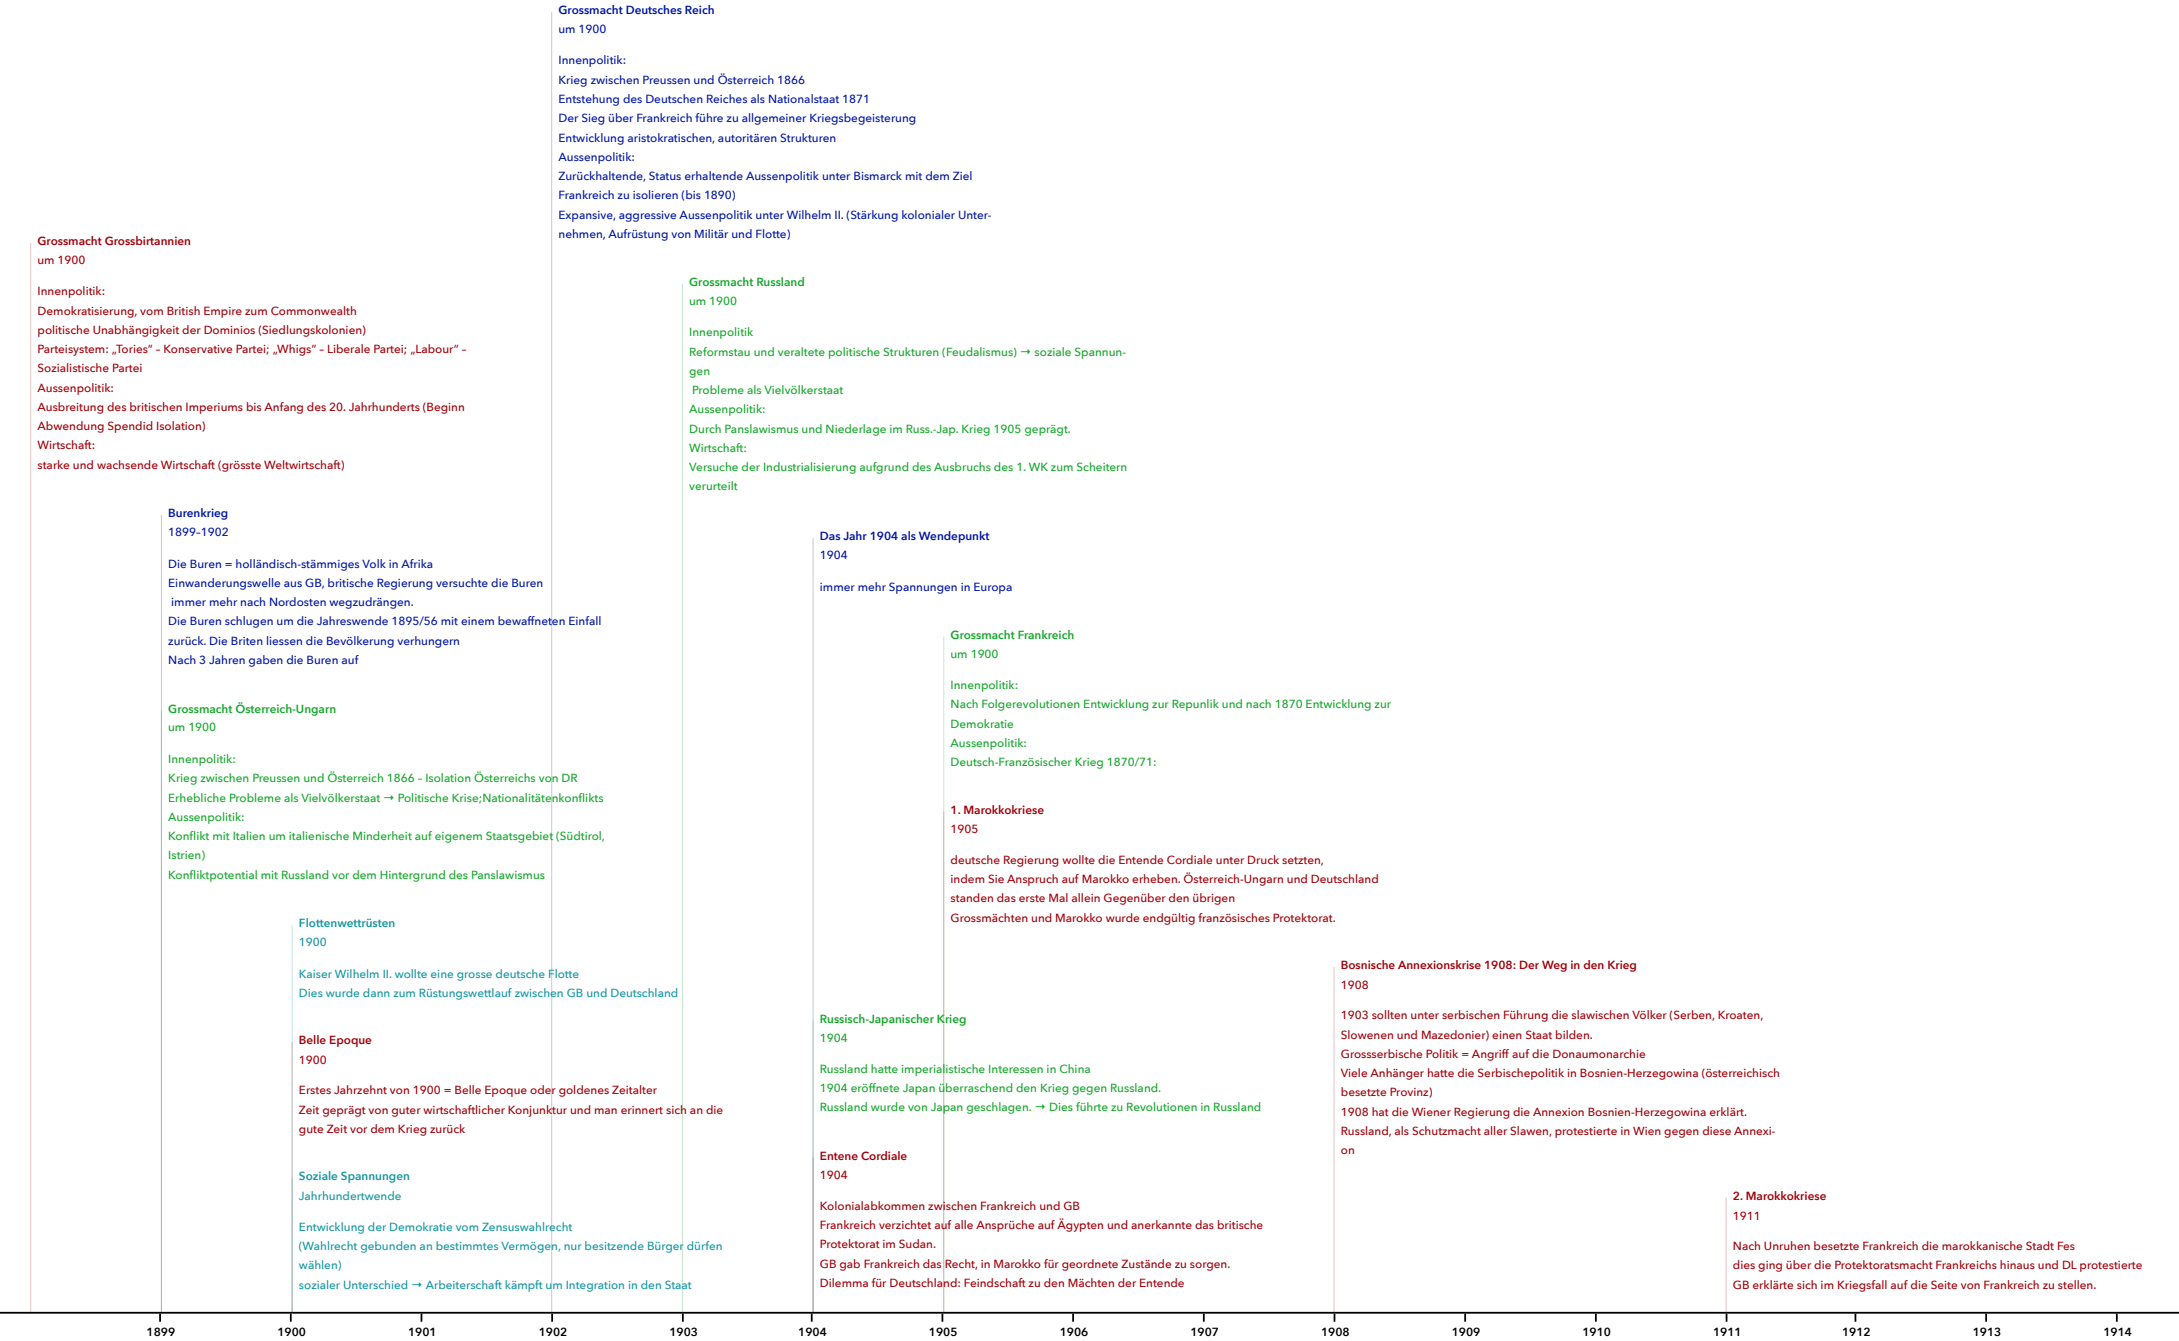 Grossmacht Deutsches Reich
um 1900
Innenpolitik:
Krieg zwischen Preussen und Österreich 1866
Entstehung des Deutschen Reiches als Nationalstaat 1871
Der Sieg über Frankreich führe zu allgemeiner Kriegsbegeisterung
Entwicklung aristokratischen, autoritären Strukturen
Aussenpolitik:
Zurückhaltende, Status erhaltende Aussenpolitik unter Bismarck mit dem Ziel
Frankreich zu isolieren (bis 1890)
Expansive, aggressive Aussenpolitik unter Wilhelm II. (Stärkung kolonialer Unter-
nehmen, Aufrüstung von Militär und Flotte)
Grossmacht Grossbirtannien
um 1900
Innenpolitik:
Demokratisierung, vom British Empire zum Commonwealth
politische Unabhängigkeit der Dominios (Siedlungskolonien)
Parteisystem: „Tories“ – Konservative Partei; „Whigs“ – Liberale Partei; „Labour“ –
Sozialistische Partei
Aussenpolitik:
Ausbreitung des britischen Imperiums bis Anfang des 20. Jahrhunderts (Beginn
Abwendung Spendid Isolation)
Wirtschaft:
starke und wachsende Wirtschaft (grösste Weltwirtschaft)
Grossmacht Russland
um 1900
Innenpolitik
Reformstau und veraltete politische Strukturen (Feudalismus) → soziale Spannun-
gen
Probleme als Vielvölkerstaat
Aussenpolitik:
Durch Panslawismus und Niederlage im Russ.-Jap. Krieg 1905 geprägt.
Wirtschaft:
Versuche der Industrialisierung aufgrund des Ausbruchs des 1. WK zum Scheitern
verurteilt
Burenkrieg
1899–1902
Die Buren = holländisch-stämmiges Volk in Afrika
Einwanderungswelle aus GB, britische Regierung versuchte die Buren
immer mehr nach Nordosten wegzudrängen.
Die Buren schlugen um die Jahreswende 1895/56 mit einem bewaffneten Einfall
zurück. Die Briten liessen die Bevölkerung verhungern
Nach 3 Jahren gaben die Buren auf
Das Jahr 1904 als Wendepunkt
1904
immer mehr Spannungen in Europa
Grossmacht Frankreich
um 1900
Innenpolitik:
Nach Folgerevolutionen Entwicklung zur Repunlik und nach 1870 Entwicklung zur
Demokratie
Aussenpolitik:
Deutsch-Französischer Krieg 1870/71:
Grossmacht Österreich-Ungarn
um 1900
Innenpolitik:
Krieg zwischen Preussen und Österreich 1866 – Isolation Österreichs von DR
Erhebliche Probleme als Vielvölkerstaat → Politische Krise;Nationalitätenkonflikts
Aussenpolitik:
Konflikt mit Italien um italienische Minderheit auf eigenem Staatsgebiet (Südtirol,
Istrien)
Konfliktpotential mit Russland vor dem Hintergrund des Panslawismus
1. Marokkokriese
1905
deutsche Regierung wollte die Entende Cordiale unter Druck setzten,
indem Sie Anspruch auf Marokko erheben. Österreich-Ungarn und Deutschland
standen das erste Mal allein Gegenüber den übrigen
Grossmächten und Marokko wurde endgültig französisches Protektorat.
Flottenwettrüsten
1900
Kaiser Wilhelm II. wollte eine grosse deutsche Flotte
Dies wurde dann zum Rüstungswettlauf zwischen GB und Deutschland
Bosnische Annexionskrise 1908: Der Weg in den Krieg
1908
1903 sollten unter serbischen Führung die slawischen Völker (Serben, Kroaten,
Slowenen und Mazedonier) einen Staat bilden.
Grossserbische Politik = Angriff auf die Donaumonarchie
Viele Anhänger hatte die Serbischepolitik in Bosnien-Herzegowina (österreichisch
besetzte Provinz)
1908 hat die Wiener Regierung die Annexion Bosnien-Herzegowina erklärt.
Russland, als Schutzmacht aller Slawen, protestierte in Wien gegen diese Annexi-
on
Russisch-Japanischer Krieg
1904
Russland hatte imperialistische Interessen in China
1904 eröffnete Japan überraschend den Krieg gegen Russland.
Russland wurde von Japan geschlagen. → Dies führte zu Revolutionen in Russland
Belle Epoque
1900
Erstes Jahrzehnt von 1900 = Belle Epoque oder goldenes Zeitalter
Zeit geprägt von guter wirtschaftlicher Konjunktur und man erinnert sich an die
gute Zeit vor dem Krieg zurück
Entene Cordiale
1904
Kolonialabkommen zwischen Frankreich und GB
Frankreich verzichtet auf alle Ansprüche auf Ägypten und anerkannte das britische
Protektorat im Sudan.
GB gab Frankreich das Recht, in Marokko für geordnete Zustände zu sorgen.
Dilemma für Deutschland: Feindschaft zu den Mächten der Entende
Soziale Spannungen
Jahrhundertwende
Entwicklung der Demokratie vom Zensuswahlrecht
(Wahlrecht gebunden an bestimmtes Vermögen, nur besitzende Bürger dürfen
wählen)
sozialer Unterschied → Arbeiterschaft kämpft um Integration in den Staat
2. Marokkokriese
1911
Nach Unruhen besetzte Frankreich die marokkanische Stadt Fes
dies ging über die Protektoratsmacht Frankreichs hinaus und DL protestierte
GB erklärte sich im Kriegsfall auf die Seite von Frankreich zu stellen.
1899 1900 1901 1902 1903 1904 1905 1906 1907 1908 1909 1910 1911 1912 1913 1914